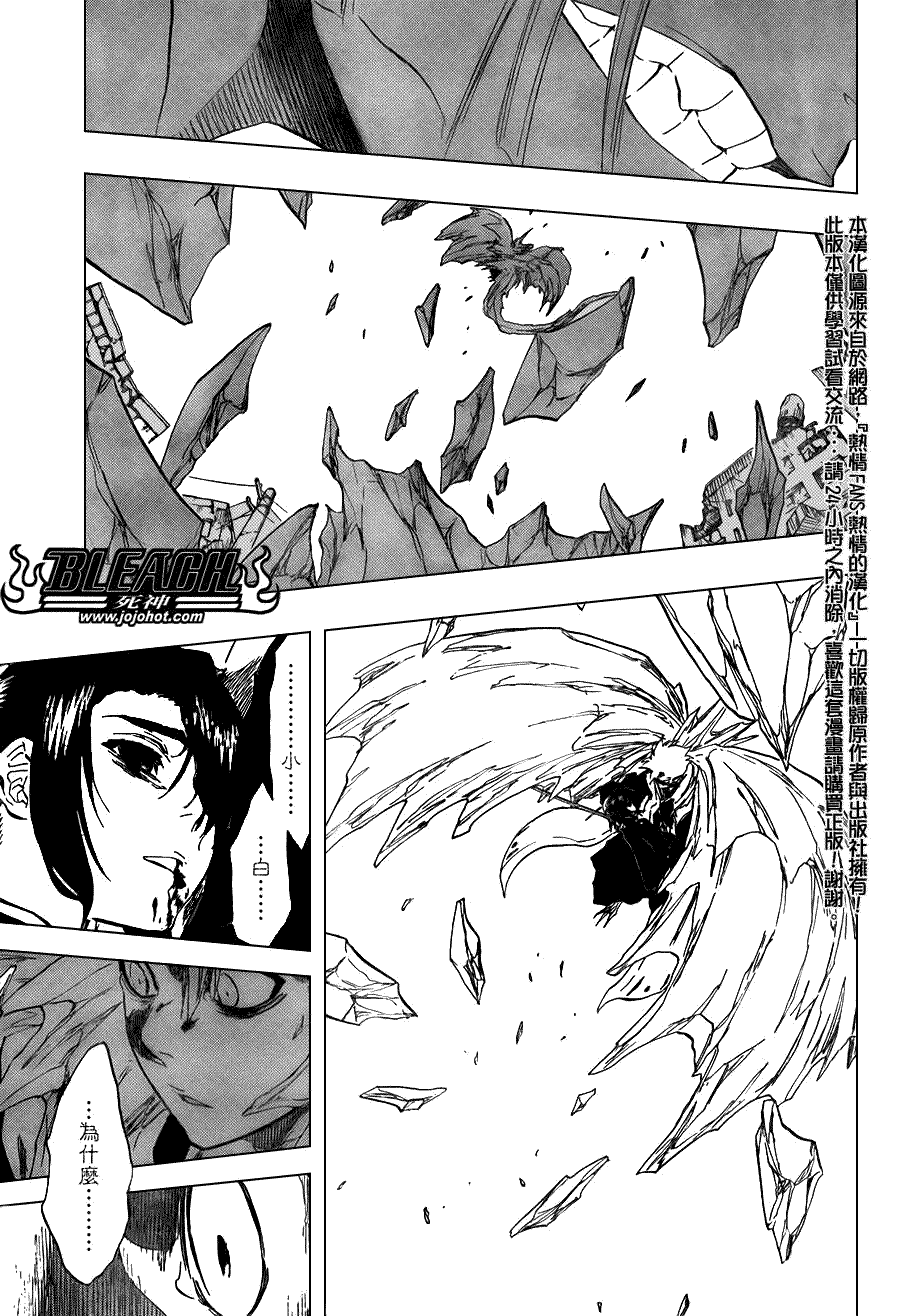 本漢化圖源來自於網路,『熱情FANS-熱情的漢化』一切版權歸原作者與出版社擁有!
此版本僅供學習試看交流…請24小時之內消除,喜歡這套漫畫請購買正版!謝謝。
BLEACH
死神
www.jojohot.com
……小……
白……
…為什麼……